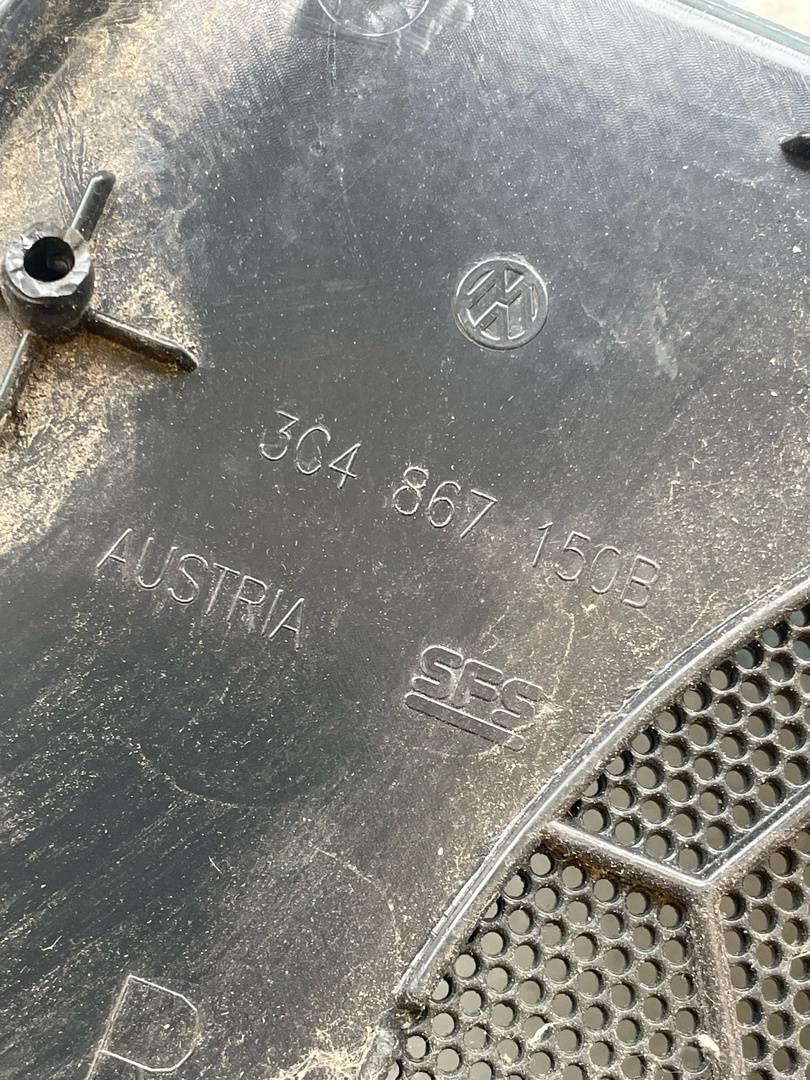 3C4 867 150B
AUSTRIA
SFS
R